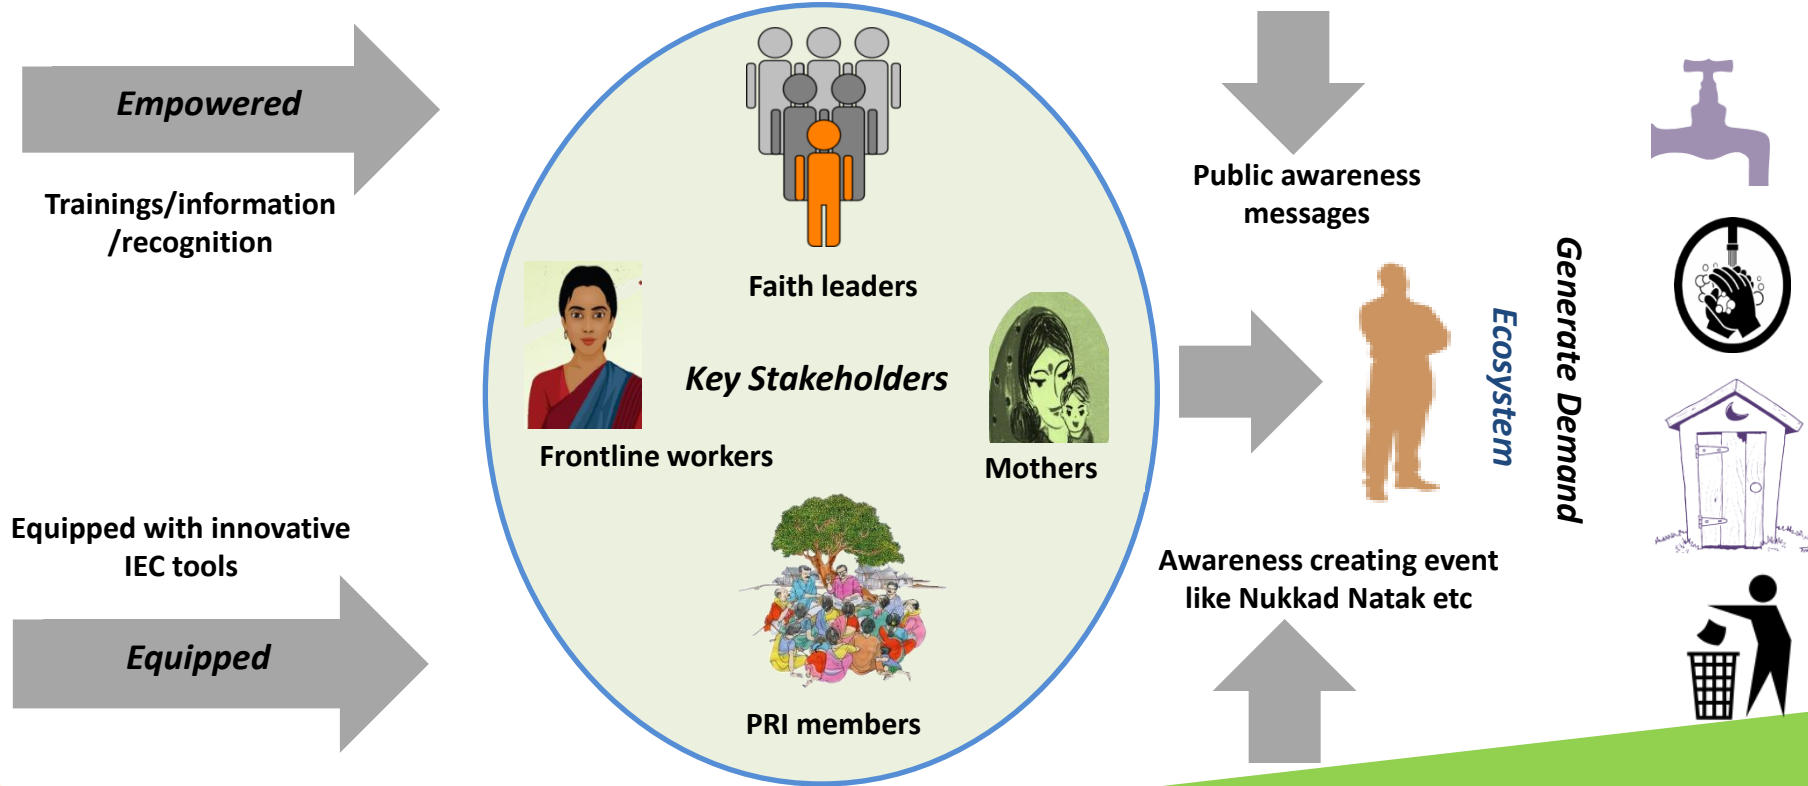 Empowered
Trainings/information
/recognition
Equipped with innovative
IEC tools
Equipped
Faith leaders
Key Stakeholders
Frontline workers
Mothers
PRI members
Public awareness
messages
Awareness creating event
like Nukkad Natak etc
Ecosystem
Generate Demand